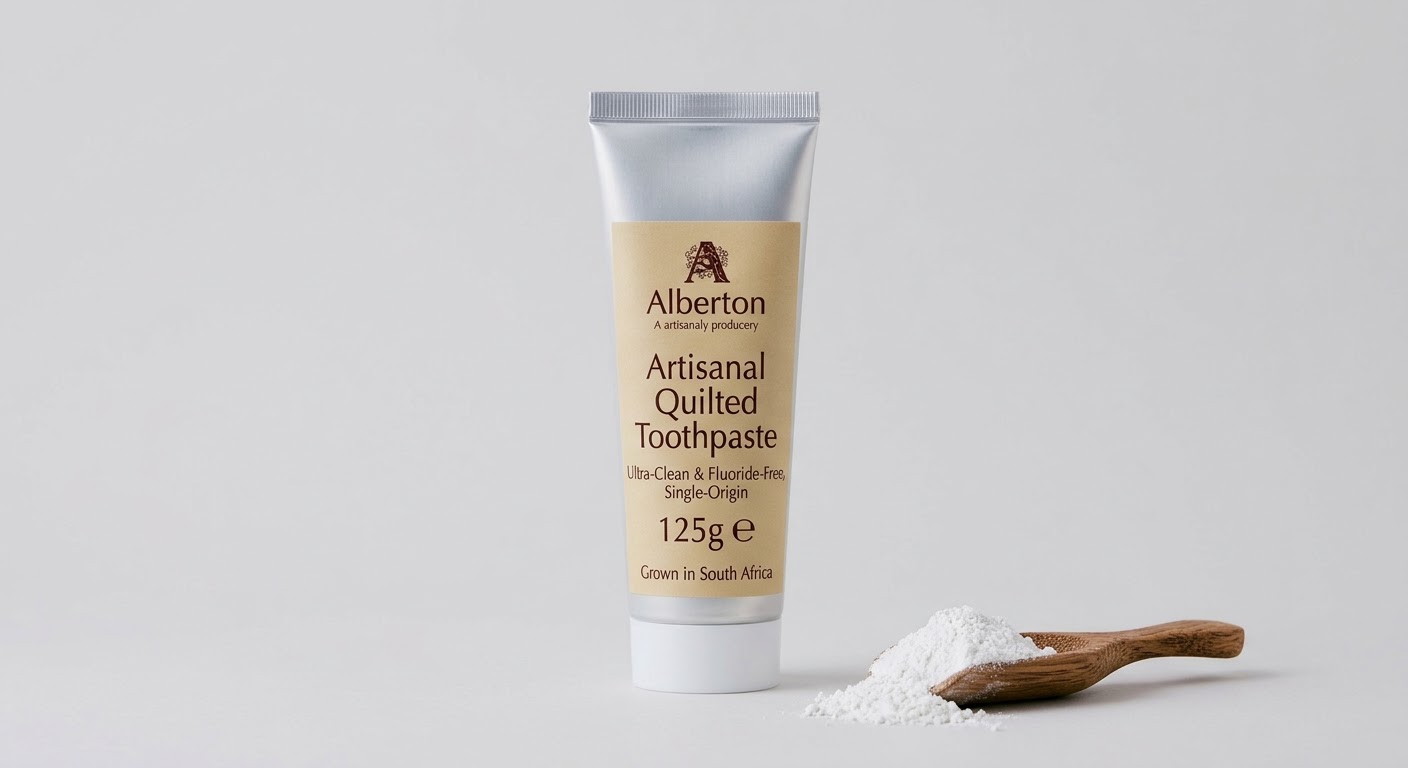 A
Alberton
A artisanaly producery
Artisanal
Quilted
Toothpaste
Ultra-Clean & Fluoride-Free,
Single-Origin
125g ℮
Grown in South Africa